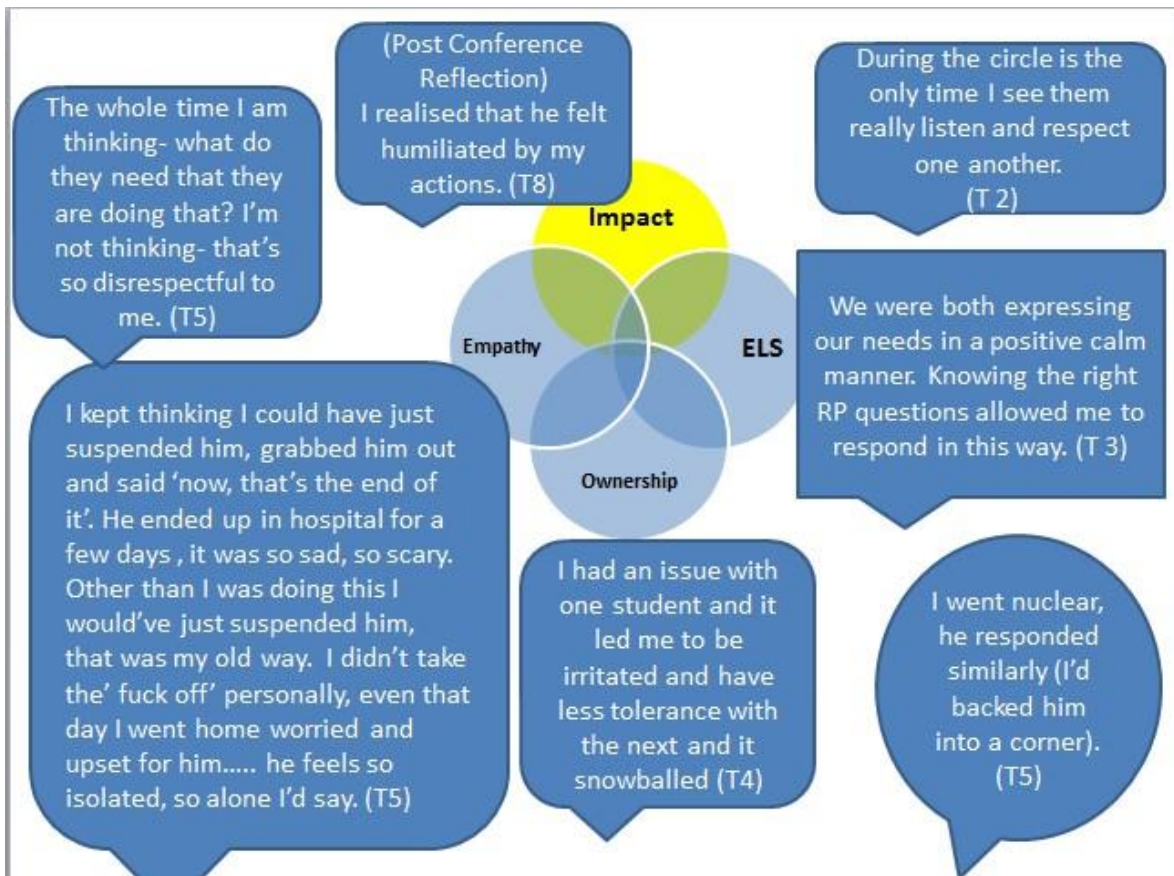 (Post Conference
Reflection)
I realised that he felt
humiliated by my
actions. (T8)
During the circle is the
only time I see them
really listen and respect
one another.
(T 2)
The whole time I am
thinking- what do
they need that they
are doing that? I'm
not thinking- that's
so disrespectful to
me. (T5)
Impact
Empathy
ELS
Ownership
We were both expressing
our needs in a positive calm
manner. Knowing the right
RP questions allowed me to
respond in this way. (T 3)
I kept thinking I could have just
suspended him, grabbed him out
and said 'now, that's the end of
it'. He ended up in hospital for a
few days , it was so sad, so scary.
Other than I was doing this I
would've just suspended him,
that was my old way. I didn't take
the' fuck off' personally, even that
day I went home worried and
upset for him..... he feels so
isolated, so alone I'd say. (T5)
I had an issue with
one student and it
led me to be
irritated and have
less tolerance with
the next and it
snowballed (T4)
I went nuclear,
he responded
similarly (I'd
backed him
into a corner).
(T5)